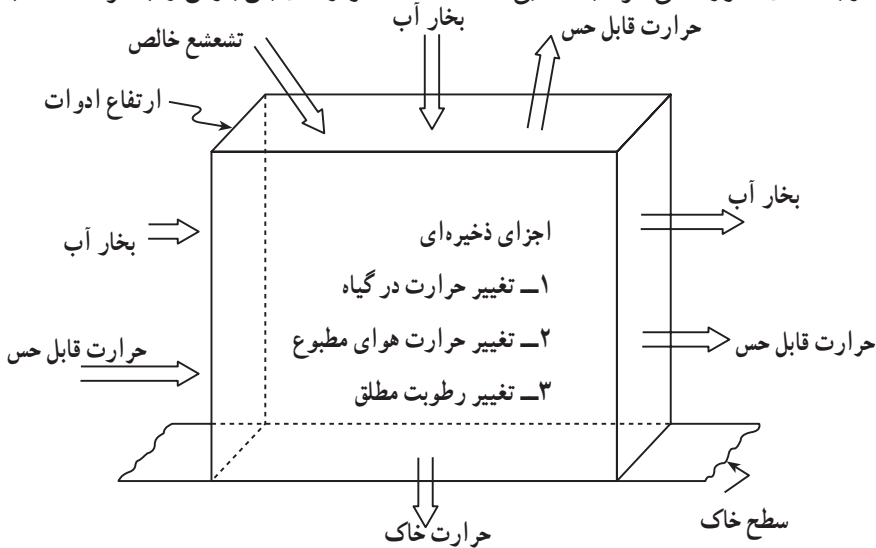 بخار آب
حرارت قابل حس
تشعشع خالص
ارتفاع ادوات
بخار آب
بخار آب
اجزای ذخیره‌ای
۱ــ تغییر حرارت در گیاه
۲ــ تغییر حرارت هوای مطبوع
۳ــ تغییر رطوبت مطلق
حرارت قابل حس
حرارت قابل حس
حرارت خاک
سطح خاک